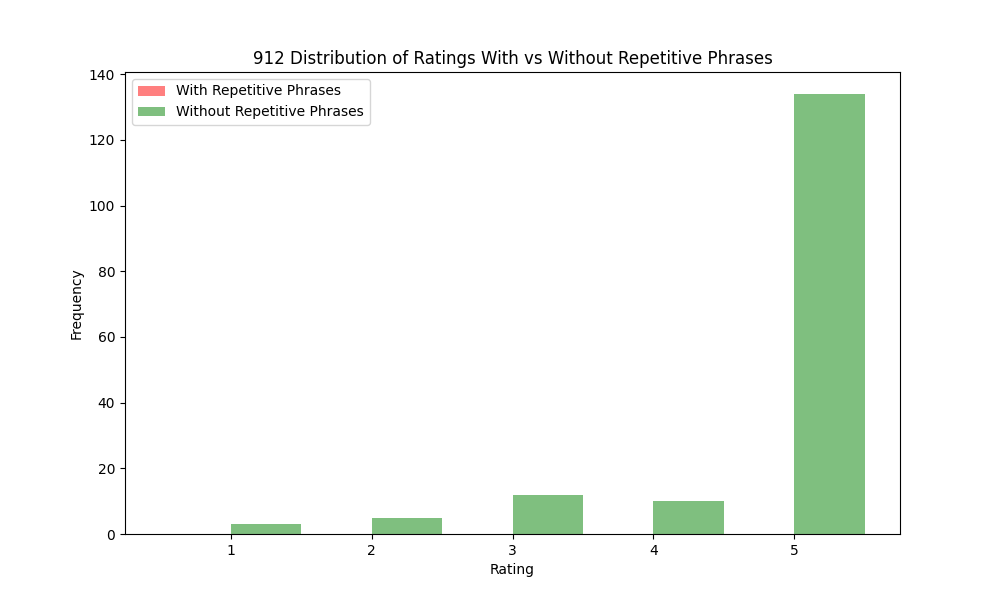 912 Distribution of Ratings With vs Without Repetitive Phrases
With Repetitive Phrases
Without Repetitive Phrases
Frequency
140
120
100
80
60
40
20
0
1 2 3 4 5
Rating